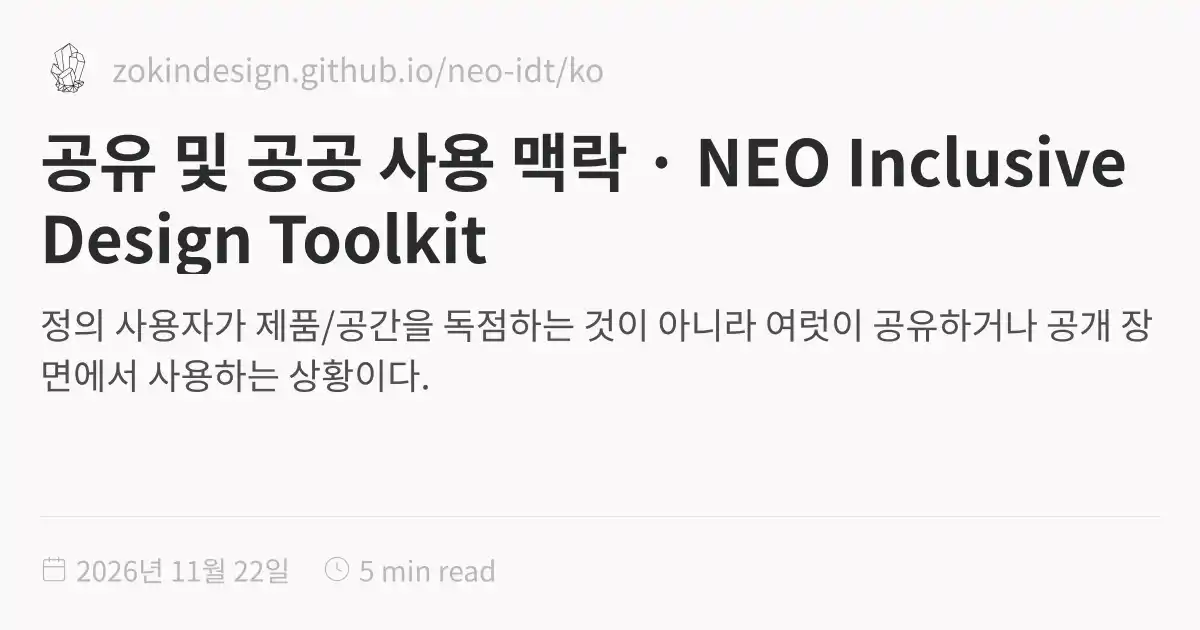 zokindesign.github.io/neo-idt/ko
공유 및 공공 사용 맥락 · NEO Inclusive
Design Toolkit
정의 사용자가 제품/공간을 독점하는 것이 아니라 여럿이 공유하거나 공개 장
면에서 사용하는 상황이다.
2026년 11월 22일
5 min read